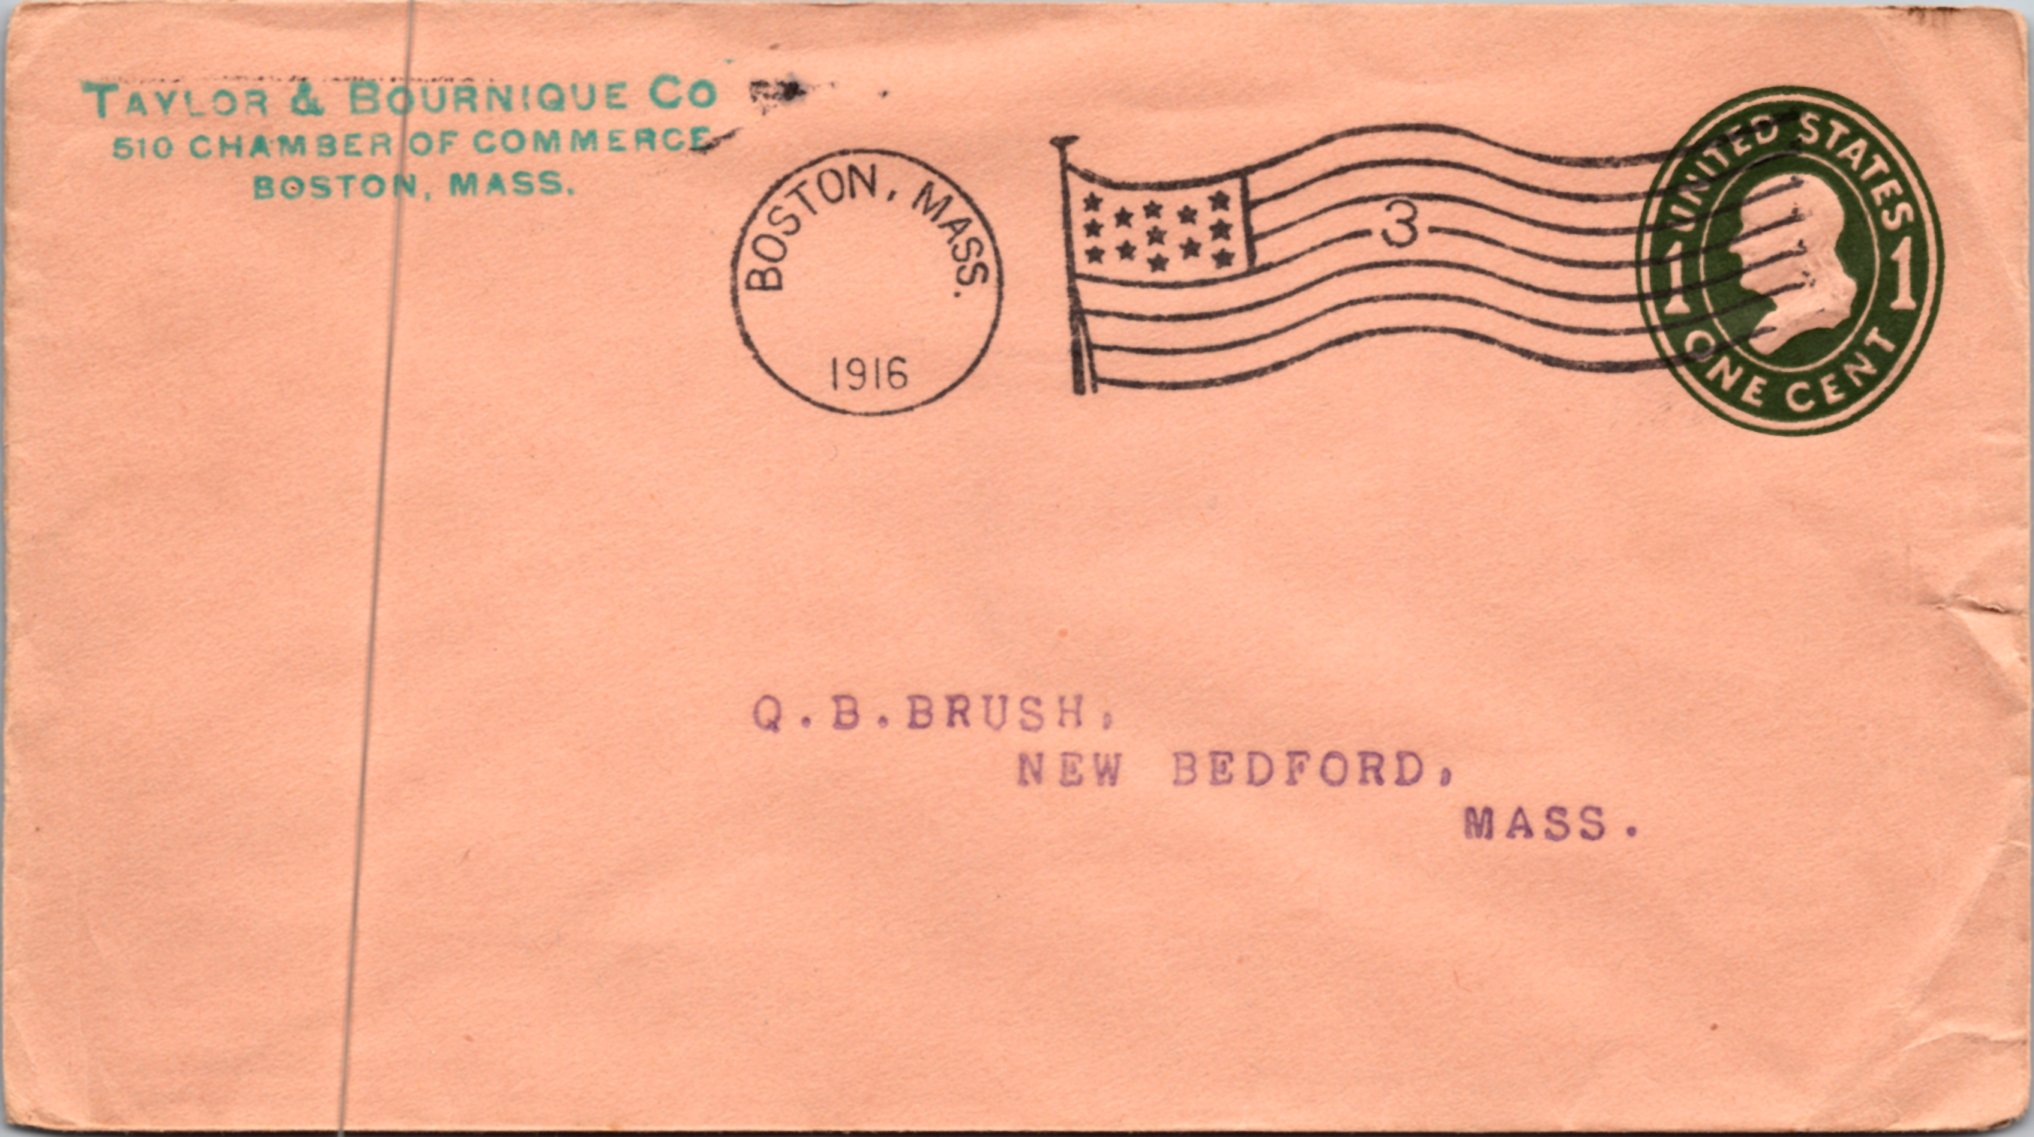 TAYLOR & BOURNIQUE CO
510 CHAMBER OF COMMERCE
BOSTON, MASS.
BOSTON, MASS.
1916
3
UNITED STATES
1 1
ONE CENT
Q.B.BRUSH,
NEW BEDFORD,
MASS.